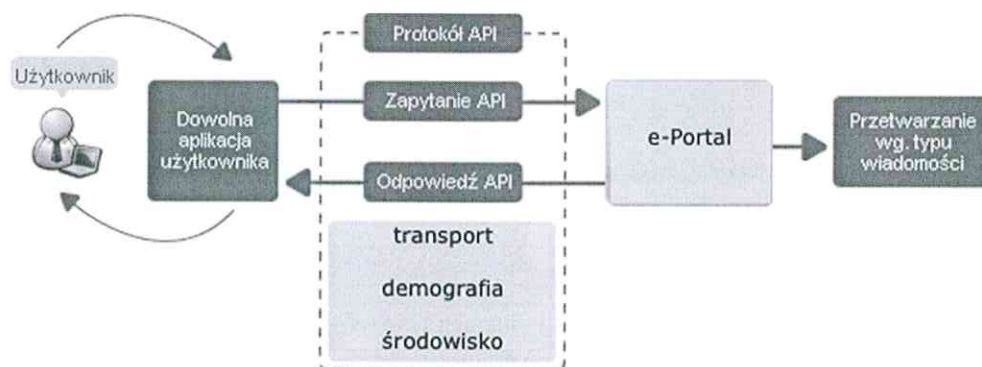 Użytkownik
Dowolna
aplikacja
użytkownika
Protokół API
Zapytanie API
Odpowiedź API
transport
demografia
środowisko
e-Portal
Przetwarzanie
wg. typu
wiadomości